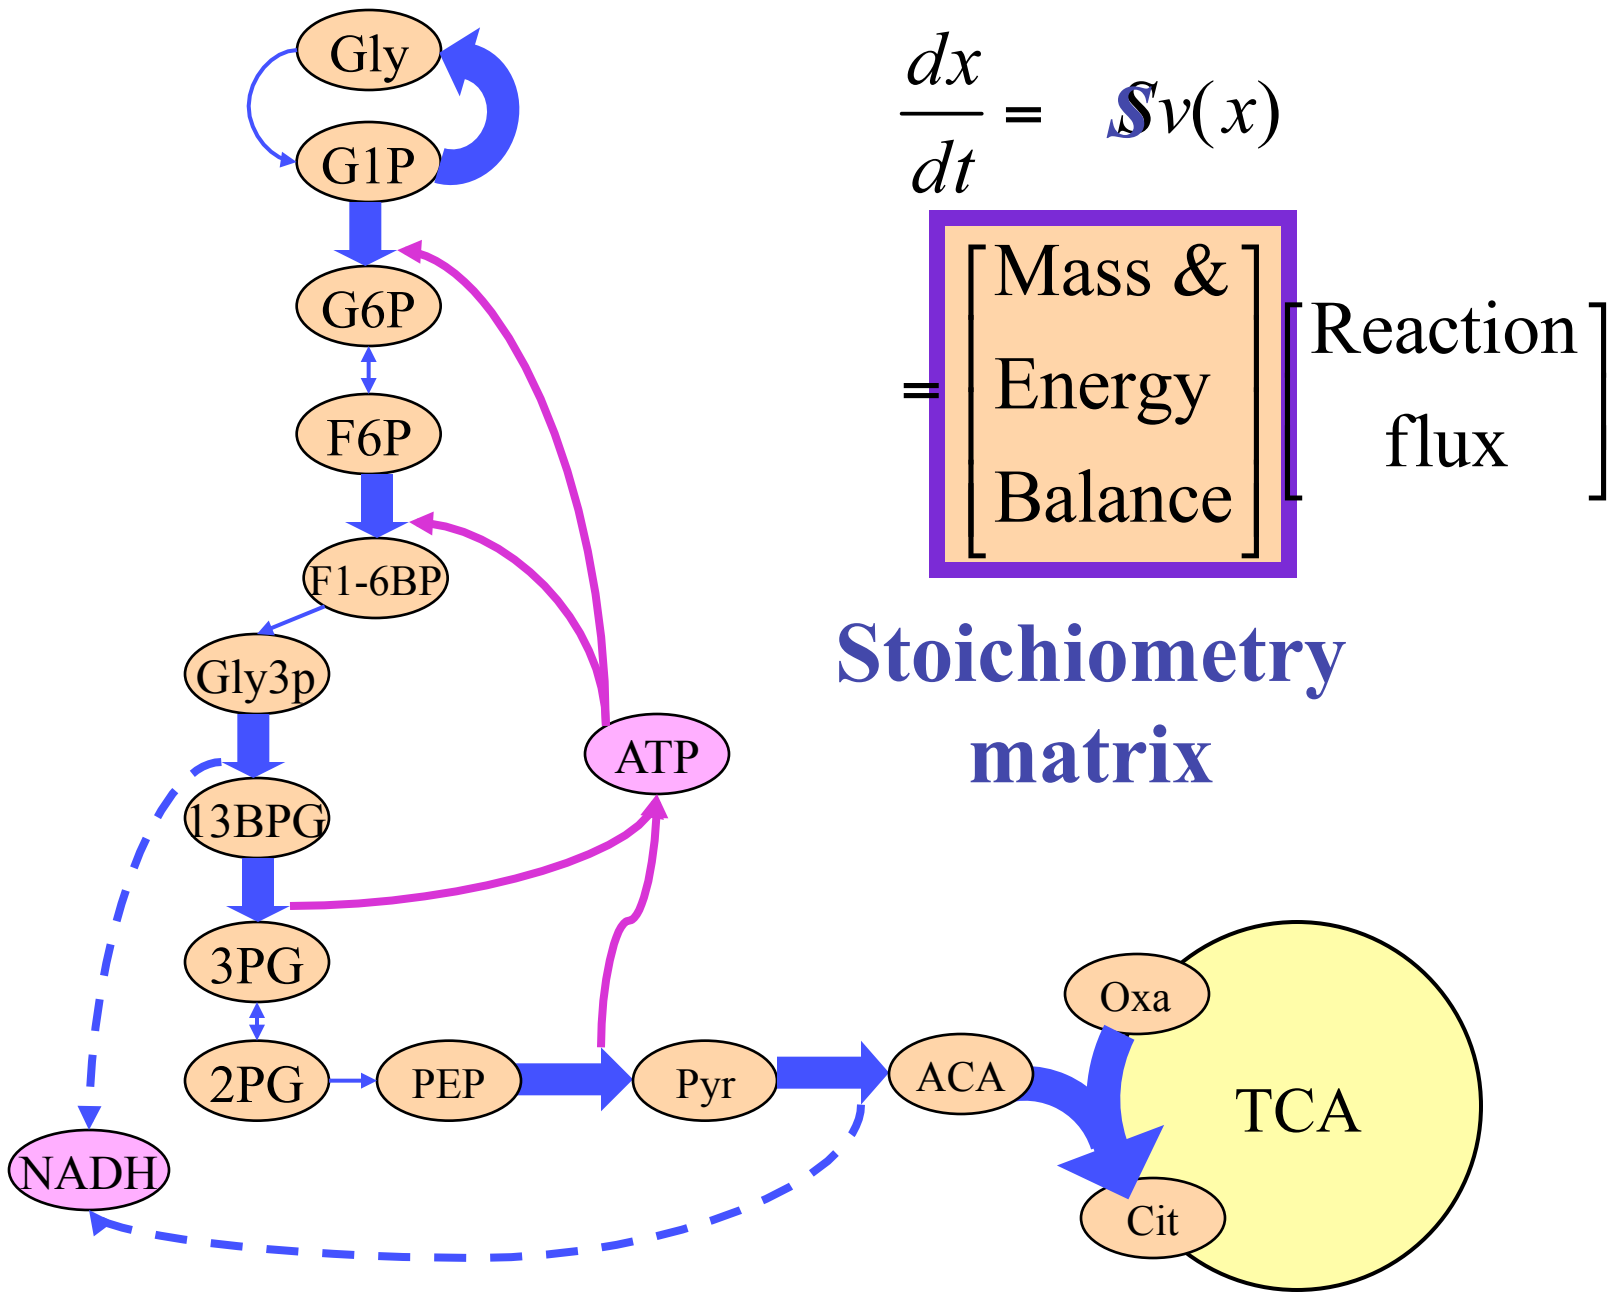 Gly
G1P
G6P
F6P
F1-6BP
Gly3p
13BPG
3PG
2PG
PEP
Pyr
ACA
Oxa
TCA
Cit
ATP
NADH
dx
dt
= Sv(x)
= [Mass & Energy Balance] [Reaction flux]
Stoichiometry
matrix